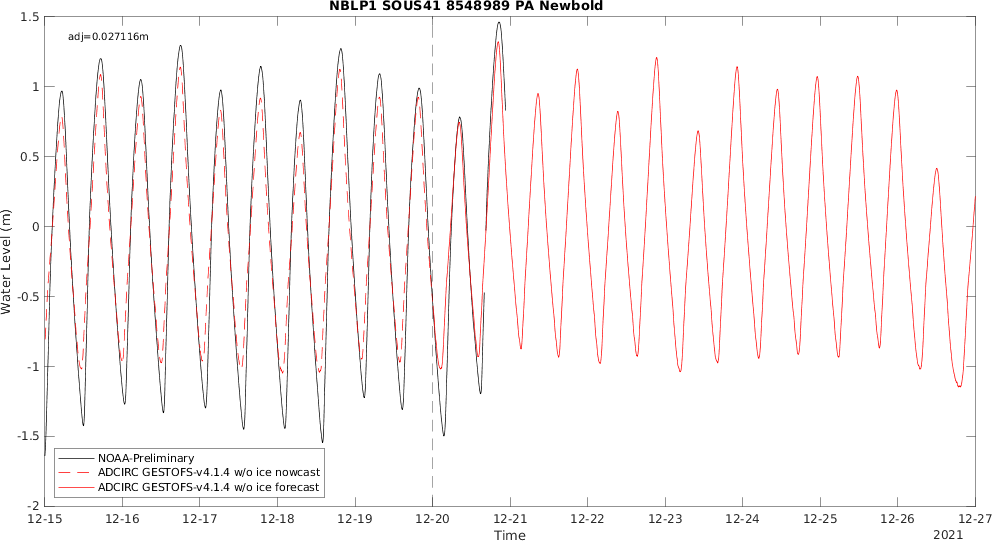 NBLP1 SOUS41 8548989 PA Newbold
adj=0.027116m
1.5
1
0.5
0
-0.5
-1
-1.5
-2
Water Level (m)
NOAA-Preliminary
ADCIRC GESTOFS-v4.1.4 w/o ice nowcast
ADCIRC GESTOFS-v4.1.4 w/o ice forecast
12-15 12-16 12-17 12-18 12-19 12-20 12-21 12-22 12-23 12-24 12-25 12-26 12-27
Time
2021